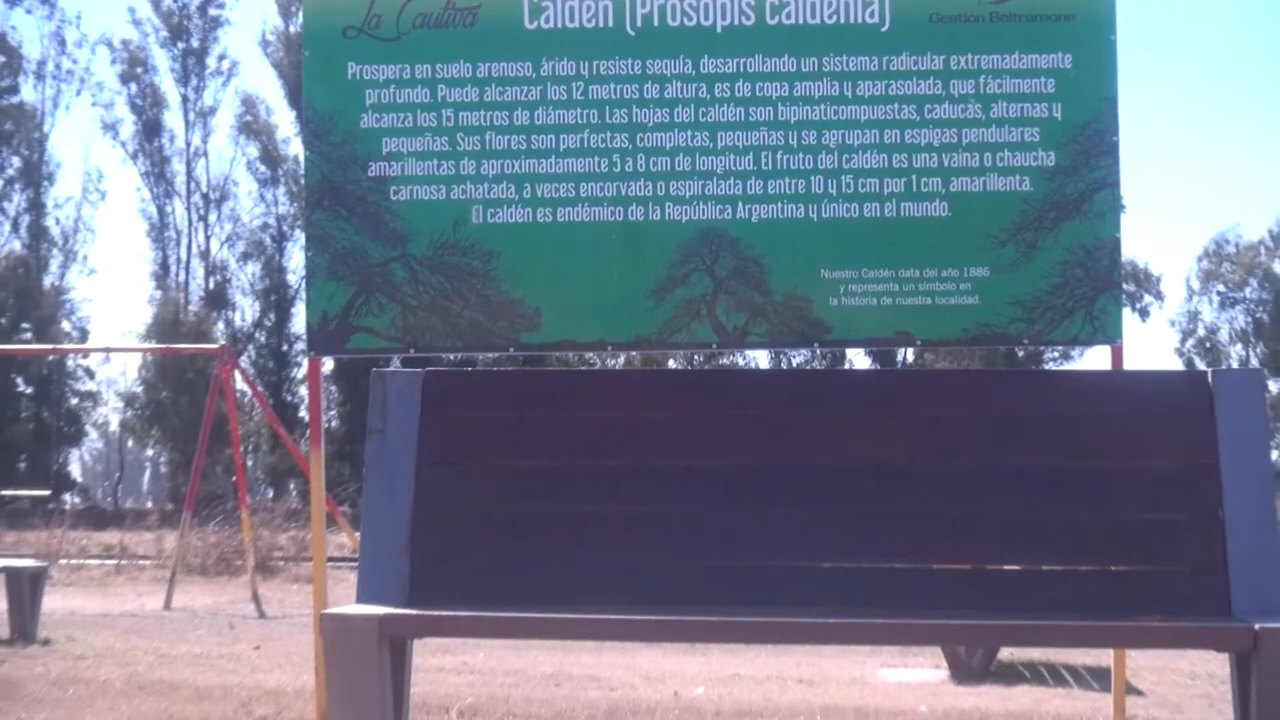 La Cautiva
Caldén (Prosopis caldenia)
Gestión Beltramone
Prospera en suelo arenoso, árido y resiste sequía, desarrollando un sistema radicular extremadamente
profundo. Puede alcanzar los 12 metros de altura, es de copa amplia y aparasolada, que fácilmente
alcanza los 15 metros de diámetro. Las hojas del caldén son bipinaticompuestas, caducas, alternas y
pequeñas. Sus flores son perfectas, completas, pequeñas y se agrupan en espigas pendulares
amarillentas de aproximadamente 5 a 8 cm de longitud. El fruto del caldén es una vaina o chaucha
carnosa achatada, a veces encorvada o espiralada de entre 10 y 15 cm por 1 cm, amarillenta.
El caldén es endémico de la República Argentina y único en el mundo.
Nuestro Caldén data del año 1886
y representa un símbolo en
la historia de nuestra localidad.